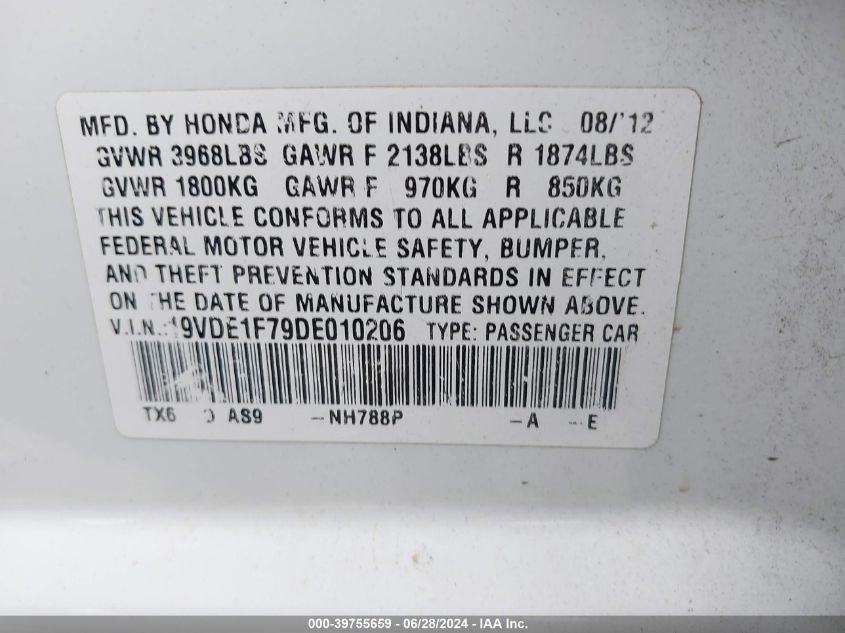 MFD. BY HONDA MFG. OF INDIANA, LLC 08/'12
GVWR 3968LBS GAWR F 2138LBS R 1874LBS
GVWR 1800KG GAWR F 970KG R 850KG
THIS VEHICLE CONFORMS TO ALL APPLICABLE
FEDERAL MOTOR VEHICLE SAFETY, BUMPER,
AND THEFT PREVENTION STANDARDS IN EFFECT
ON THE DATE OF MANUFACTURE SHOWN ABOVE.
V.I.N.: 19VDE1F79DE010206 TYPE: PASSENGER CAR
TX6 AS9 -NH788P -A -E
000-39755659 | 06/28/2024 | IAA Inc.